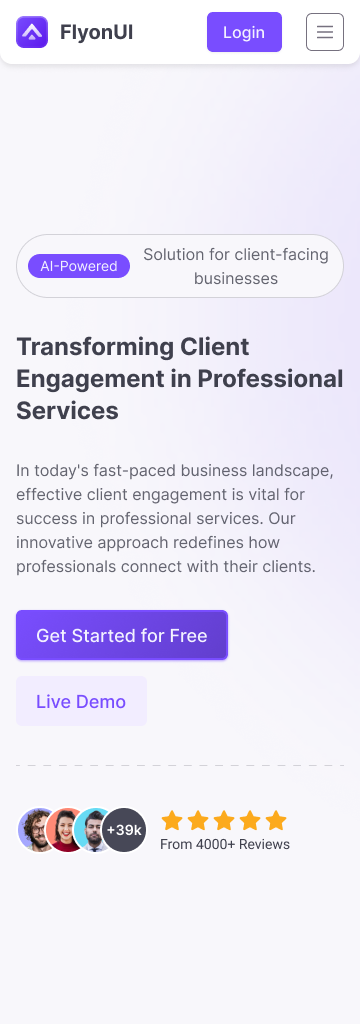 FlyonUI
Login
AI-Powered
Solution for client-facing
businesses
Transforming Client
Engagement in Professional
Services
In today's fast-paced business landscape,
effective client engagement is vital for
success in professional services. Our
innovative approach redefines how
professionals connect with their clients.
Get Started for Free
Live Demo
+39k
From 4000+ Reviews